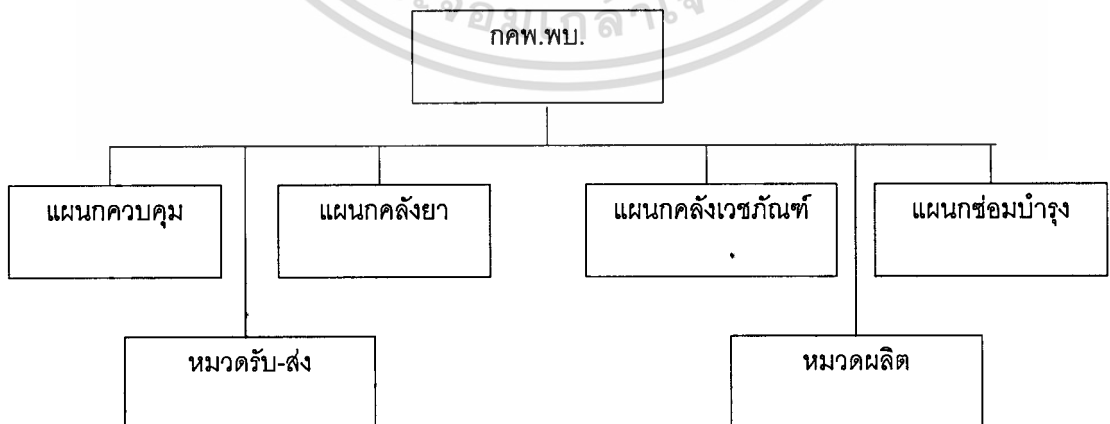 กคพ.พบ.
แผนกควบคุม
แผนกคลังยา
แผนกคลังเวชภัณฑ์
แผนกซ่อมบำรุง
หมวดรับ-ส่ง
หมวดผลิต